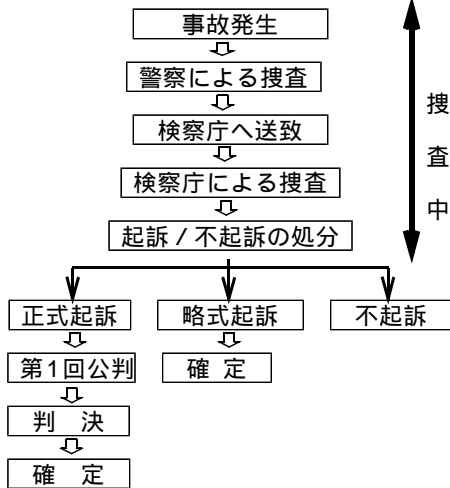 事故発生
警察による捜査
検察庁へ送致
検察庁による捜査
起訴/不起訴の処分
捜査中
正式起訴
略式起訴
不起訴
第1回公判
確 定
判 決
確 定